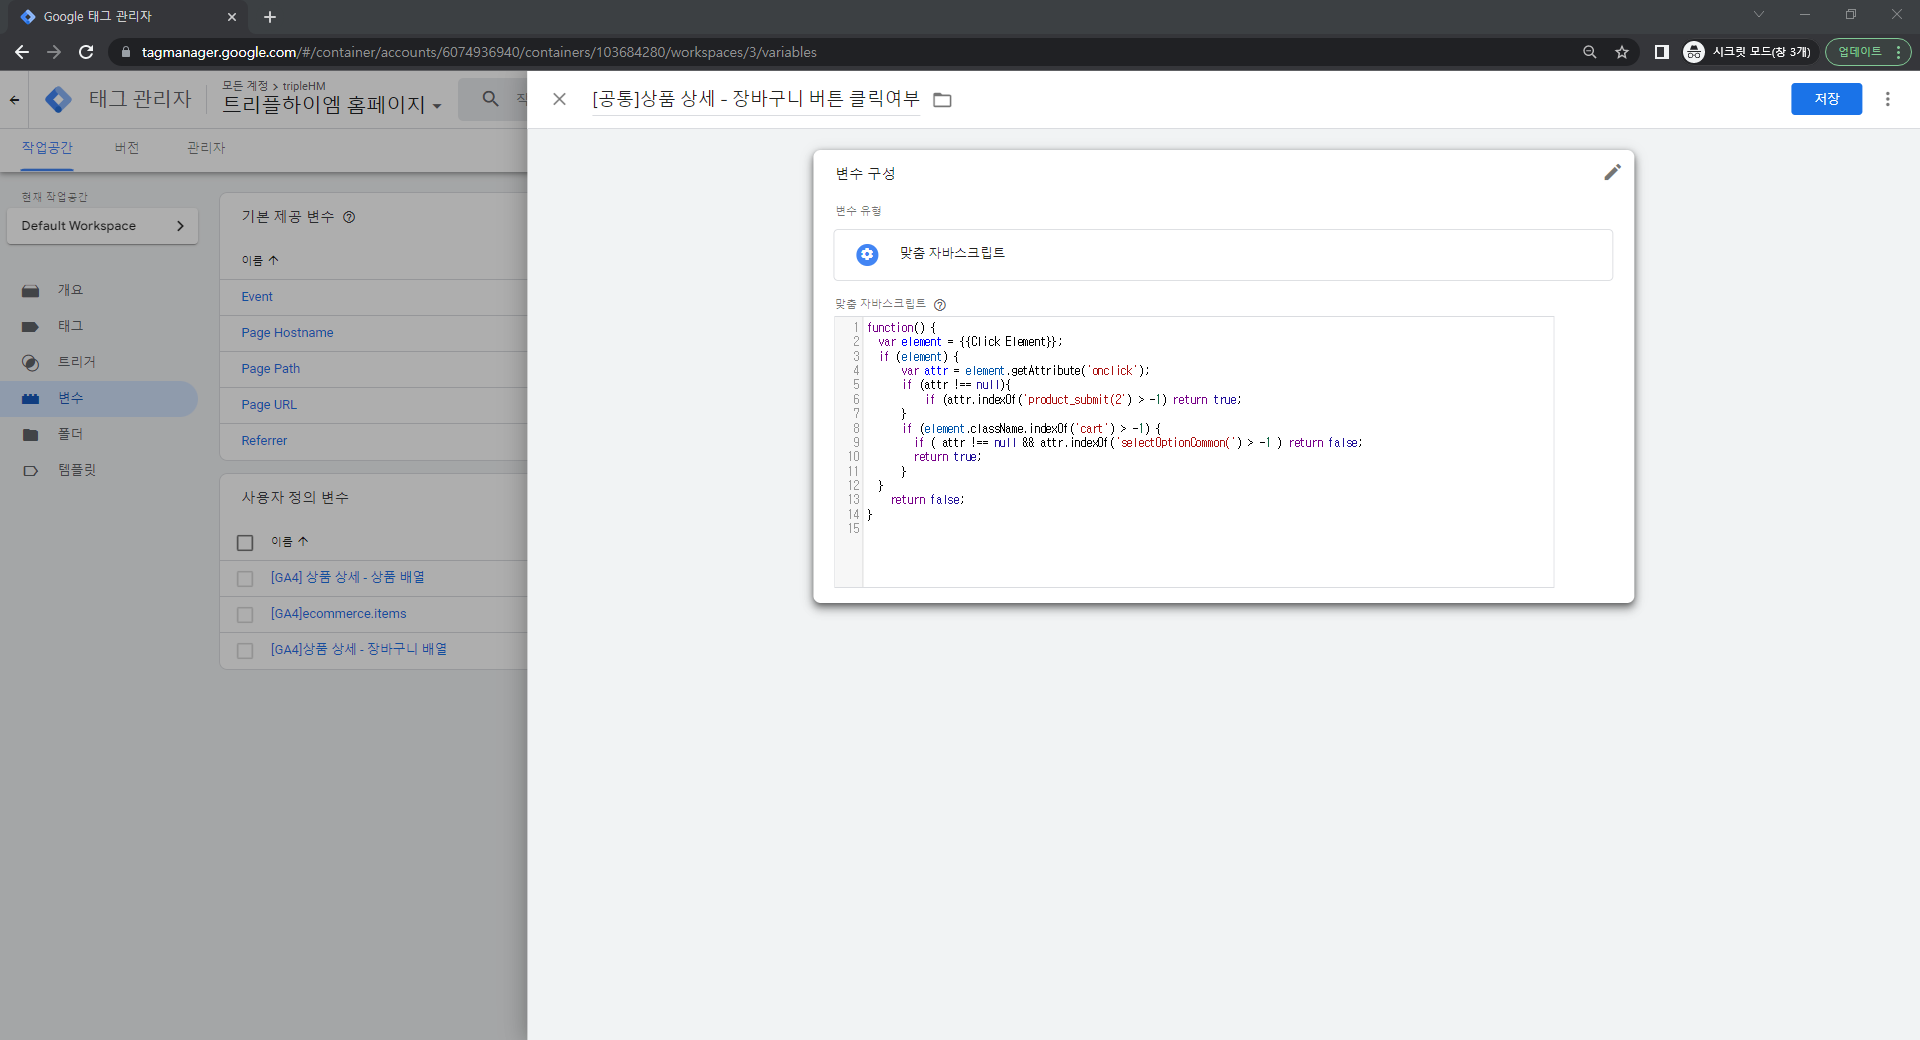 Google 태그 관리자
tagmanager.google.com/#/container/accounts/6074936940/containers/103684280/workspaces/3/variables
시크릿 모드(창 3개)
업데이트
태그 관리자
모든 계정 > tripleHM
트리플하이엠 홈페이지
작업공간
버전
관리자
현재 작업공간
Default Workspace
개요
태그
트리거
변수
폴더
템플릿
기본 제공 변수
이름
Event
Page Hostname
Page Path
Page URL
Referrer
사용자 정의 변수
이름
[GA4] 상품 상세 - 상품 배열
[GA4]ecommerce.items
[GA4]상품 상세 - 장바구니 배열
[공통]상품 상세 - 장바구니 버튼 클릭여부
저장
변수 구성
변수 유형
맞춤 자바스크립트
맞춤 자바스크립트
1 function() {
2 var element = {{Click Element}};
3 if (element) {
4 var attr = element.getAttribute('onclick');
5 if (attr !== null){
6 if (attr.indexOf('product_submit(2') > -1) return true;
7 }
8 if (element.className.indexOf('cart') > -1) {
9 if ( attr !== null && attr.indexOf('selectOptionCommon(') > -1 ) return false;
10 return true;
11 }
12 }
13 return false;
14 }
15